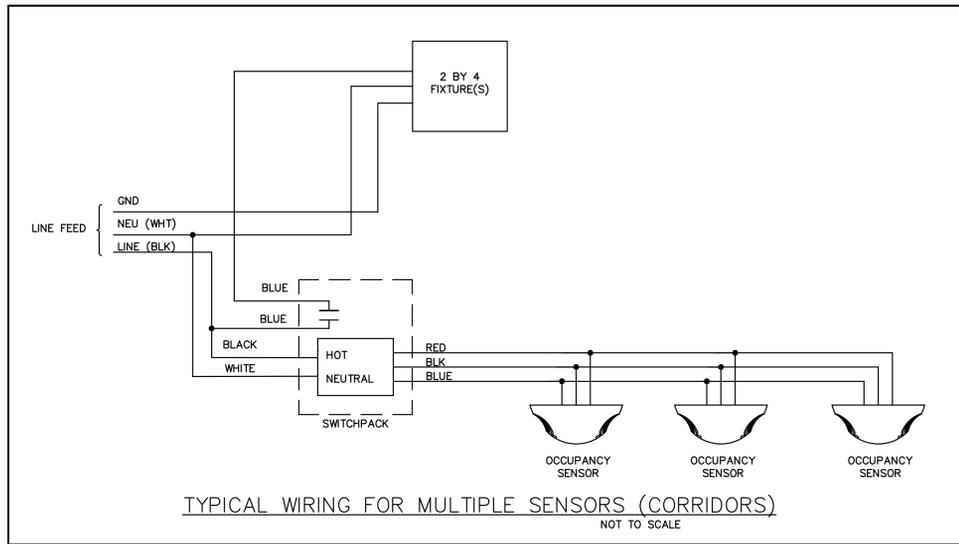 2 BY 4
FIXTURE(S)
GND
LINE FEED
NEU (WHT)
LINE (BLK)
BLUE
BLUE
BLACK
WHITE
HOT
NEUTRAL
RED
BLK
BLUE
SWITCHPACK
OCCUPANCY
SENSOR
OCCUPANCY
SENSOR
OCCUPANCY
SENSOR
TYPICAL WIRING FOR MULTIPLE SENSORS (CORRIDORS)
NOT TO SCALE